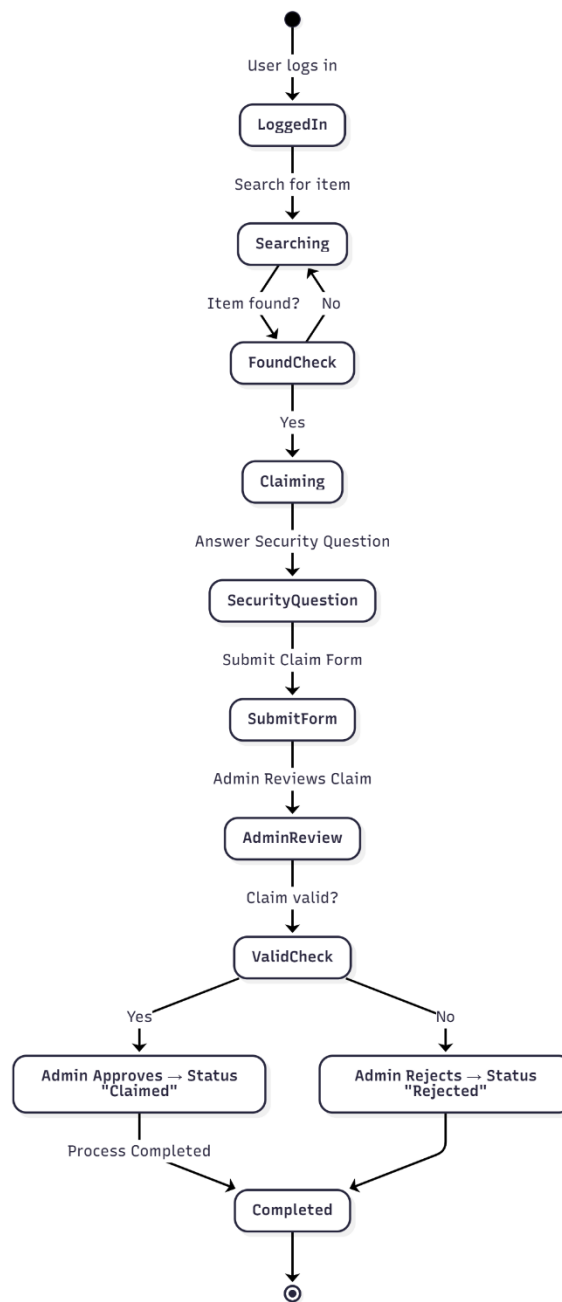 User logs in
LoggedIn
Search for item
Searching
Item found?
No
FoundCheck
Yes
Claiming
Answer Security Question
SecurityQuestion
Submit Claim Form
SubmitForm
Admin Reviews Claim
AdminReview
Claim valid?
ValidCheck
Yes
No
Admin Approves → Status
"Claimed"
Admin Rejects → Status
"Rejected"
Process Completed
Completed